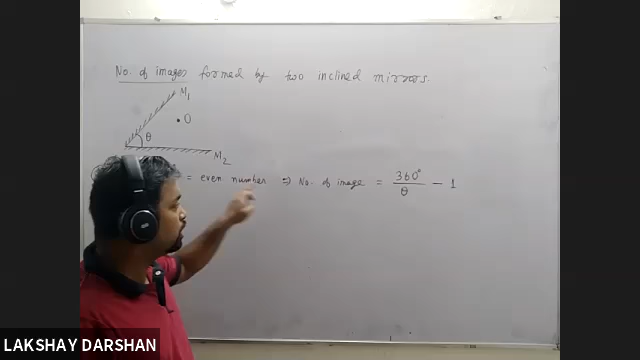 No. of images formed by two inclined mirrors.
M1
O
θ
M2
= even number ⇒ No. of image = 360°/θ - 1
LAKSHAY DARSHAN